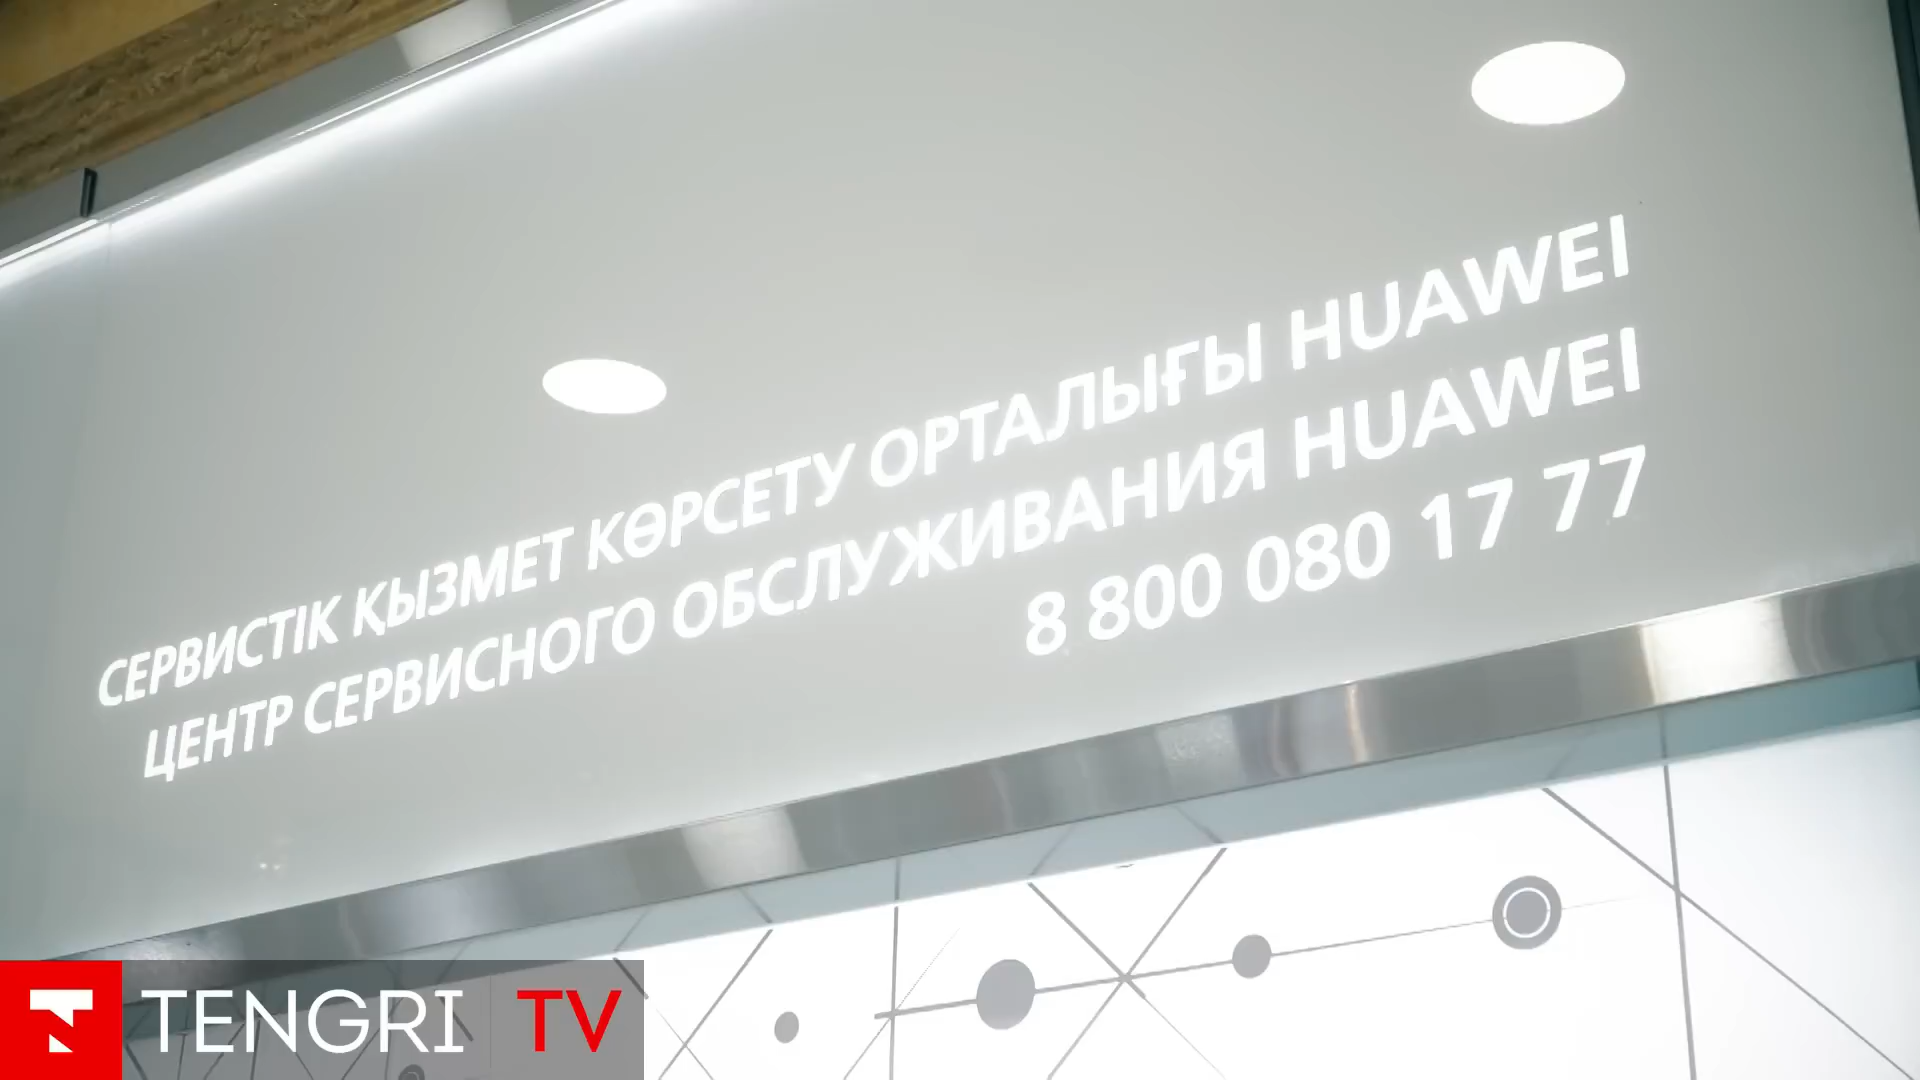 СЕРВИСТІК ҚЫЗМЕТ КӨРСЕТУ ОРТАЛЫҒЫ HUAWEI
ЦЕНТР СЕРВИСНОГО ОБСЛУЖИВАНИЯ HUAWEI
8 800 080 17 77
TENGRI TV